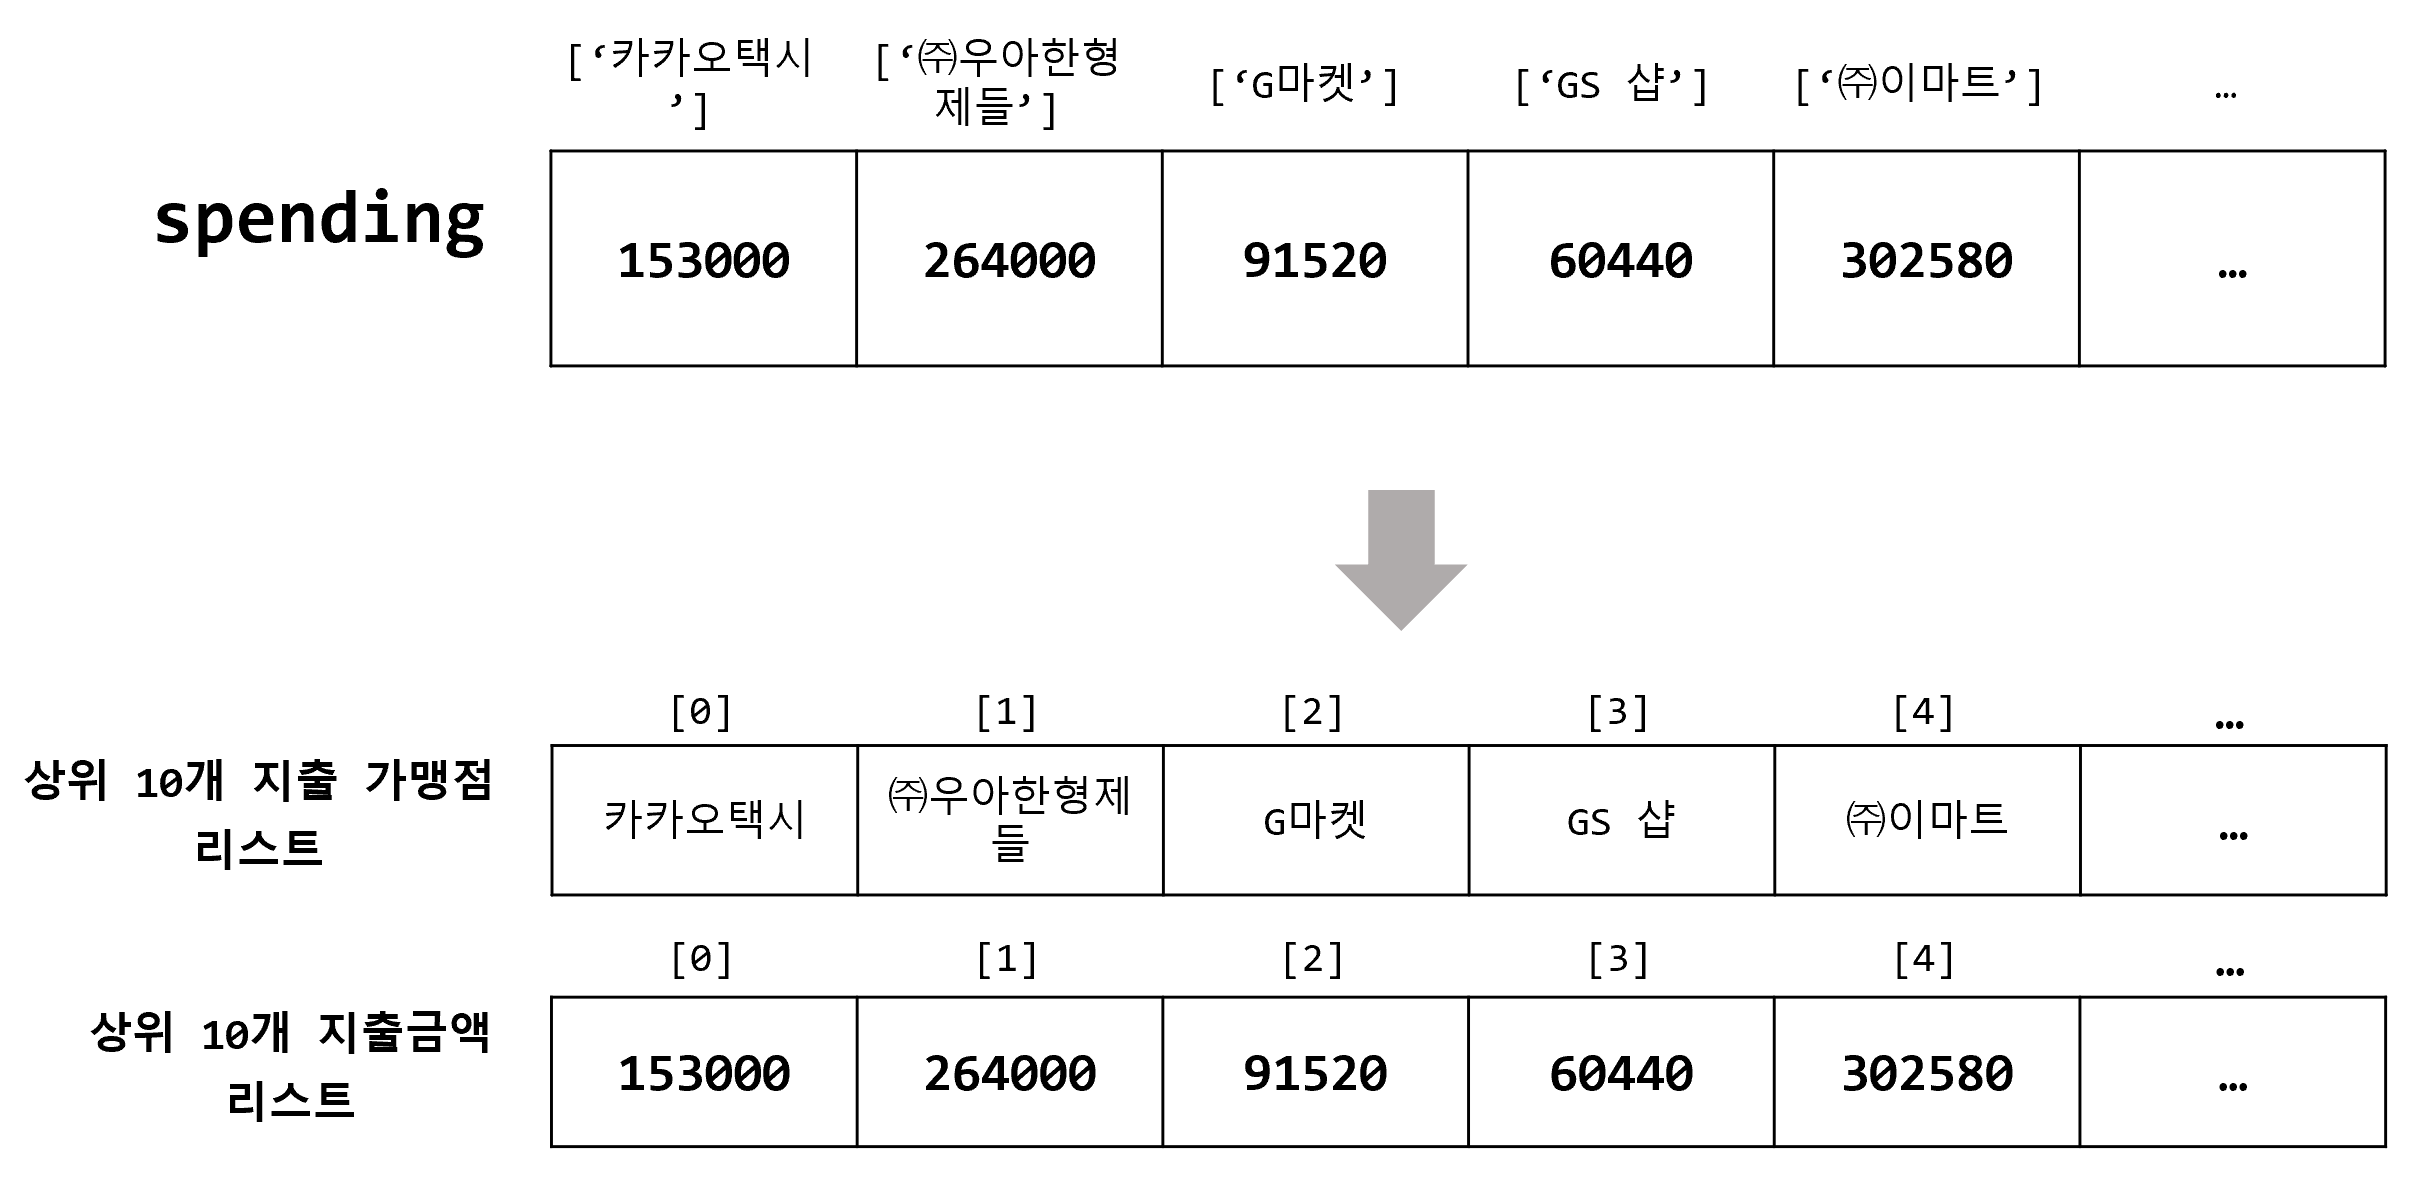 [‘카카오택시
’]
[‘㈜우아한형
제들’]
[‘G마켓’]
[‘GS 샵’]
[‘㈜이마트’]
…
spending
153000
264000
91520
60440
302580
…
[0]
[1]
[2]
[3]
[4]
…
상위 10개 지출 가맹점
리스트
카카오택시
㈜우아한형제
들
G마켓
GS 샵
㈜이마트
…
[0]
[1]
[2]
[3]
[4]
…
상위 10개 지출금액
리스트
153000
264000
91520
60440
302580
…